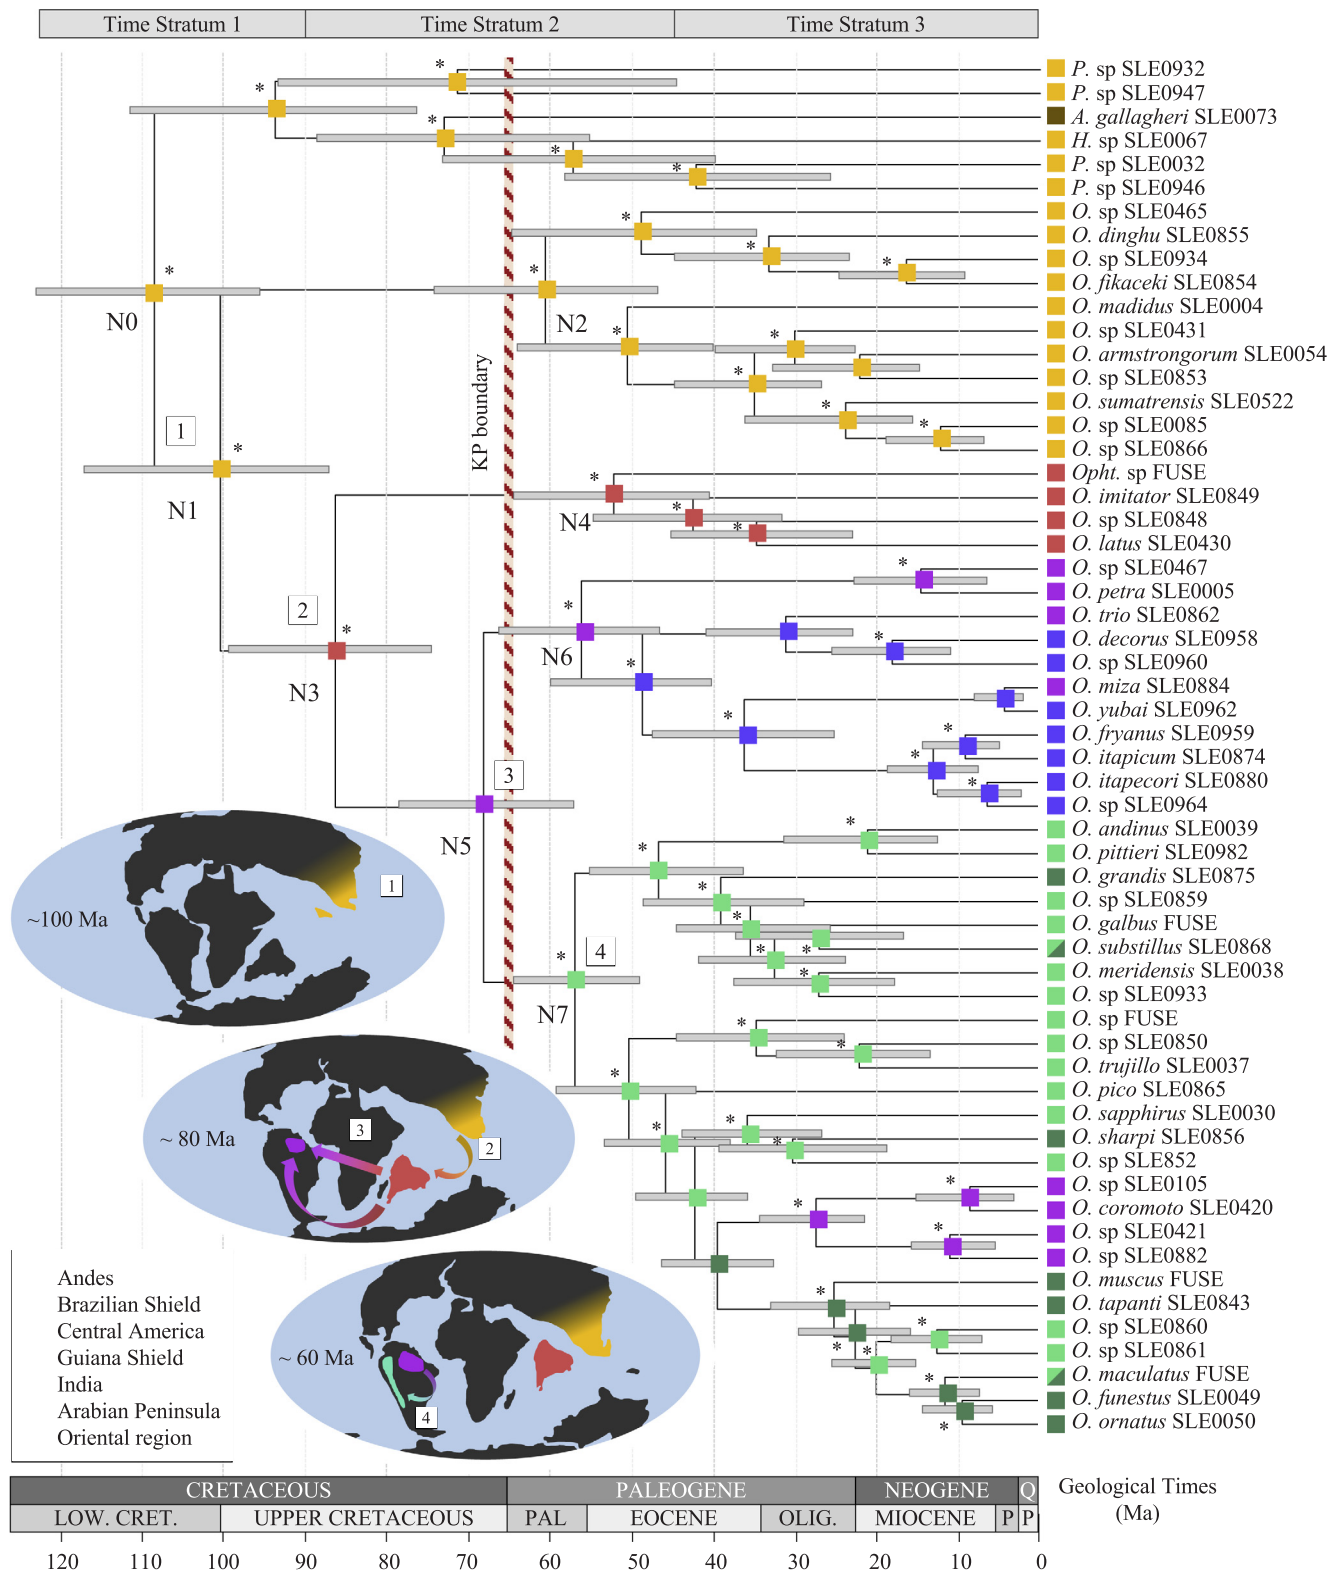 Time Stratum 1 Time Stratum 2 Time Stratum 3
P. sp SLE0932
P. sp SLE0947
A. gallagheri SLE0073
H. sp SLE0067
P. sp SLE0032
P. sp SLE0946
O. sp SLE0465
O. dinghu SLE0855
O. sp SLE0934
O. fikaceki SLE0854
O. madidus SLE0004
O. sp SLE0431
O. armstrongorum SLE0054
O. sp SLE0853
O. sumatrensis SLE0522
O. sp SLE0085
O. sp SLE0866
Opht. sp FUSE
O. imitator SLE0849
O. sp SLE0848
O. latus SLE0430
O. sp SLE0467
O. petra SLE0005
O. trio SLE0862
O. decorus SLE0958
O. sp SLE0960
O. miza SLE0884
O. yubai SLE0962
O. fryanus SLE0959
O. itapicum SLE0874
O. itapecori SLE0880
O. sp SLE0964
O. andinus SLE0039
O. pittieri SLE0982
O. grandis SLE0875
O. sp SLE0859
O. galbus FUSE
O. substillus SLE0868
O. meridensis SLE0038
O. sp SLE0933
O. sp FUSE
O. sp SLE0850
O. trujillo SLE0037
O. pico SLE0865
O. sapphirus SLE0030
O. sharpi SLE0856
O. sp SLE852
O. sp SLE0105
O. coromoto SLE0420
O. sp SLE0421
O. sp SLE0882
O. muscus FUSE
O. tapanti SLE0843
O. sp SLE0860
O. sp SLE0861
O. maculatus FUSE
O. funestus SLE0049
O. ornatus SLE0050
N0
N2
KP boundary
1
N1
N4
2
N3
N6
3
N5
4
N7
~100 Ma
1
~ 80 Ma
3
2
~ 60 Ma
4
Andes
Brazilian Shield
Central America
Guiana Shield
India
Arabian Peninsula
Oriental region
CRETACEOUS PALEOGENE NEOGENE Q
LOW. CRET. UPPER CRETACEOUS PAL EOCENE OLIG. MIOCENE P P
120 110 100 90 80 70 60 50 40 30 20 10 0
Geological Times
(Ma)